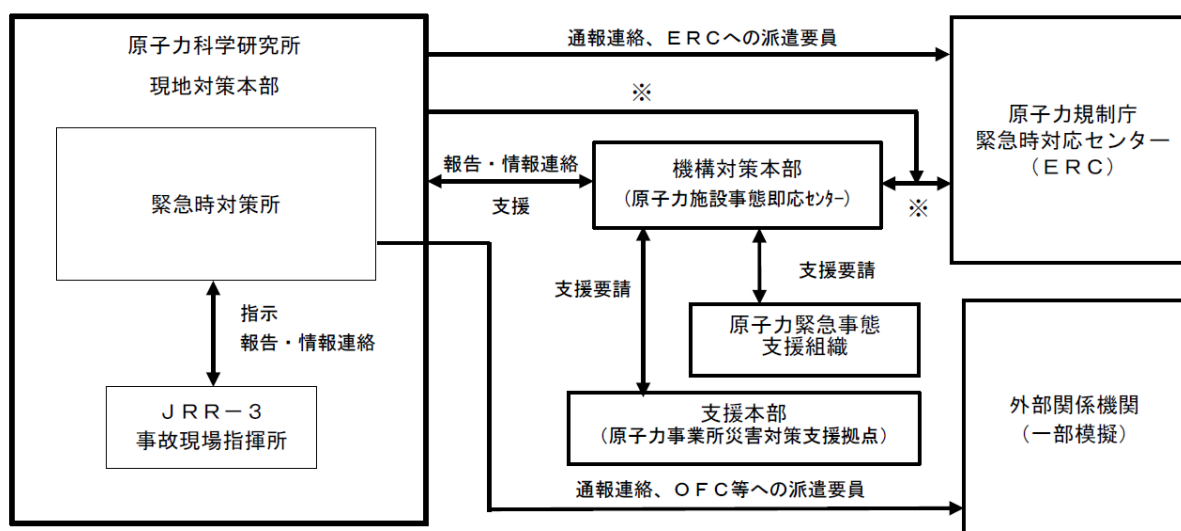 原子力科学研究所
現地対策本部
緊急時対策所
指示
報告・情報連絡
JRR-3
事故現場指揮所
通報連絡、ERCへの派遣要員
※
報告・情報連絡
支援
機構対策本部
(原子力施設事態即応ｾﾝﾀｰ)
※
原子力規制庁
緊急時対応センター
(ERC)
支援要請
支援要請
原子力緊急事態
支援組織
支援本部
(原子力事業所災害対策支援拠点)
外部関係機関
(一部模擬)
通報連絡、OFC等への派遣要員